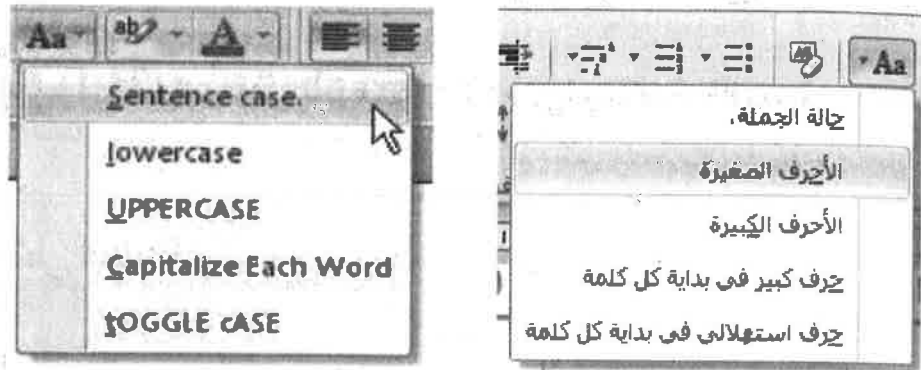 Aa
ab
A
Sentence case.
lowercase
UPPERCASE
Capitalize Each Word
tOGGLE cASE
Aa
حالة الجملة.
الأحرف الصغيرة
الأحرف الكبيرة
حرف كبير في بداية كل كلمة
حرف استهلالي في بداية كل كلمة